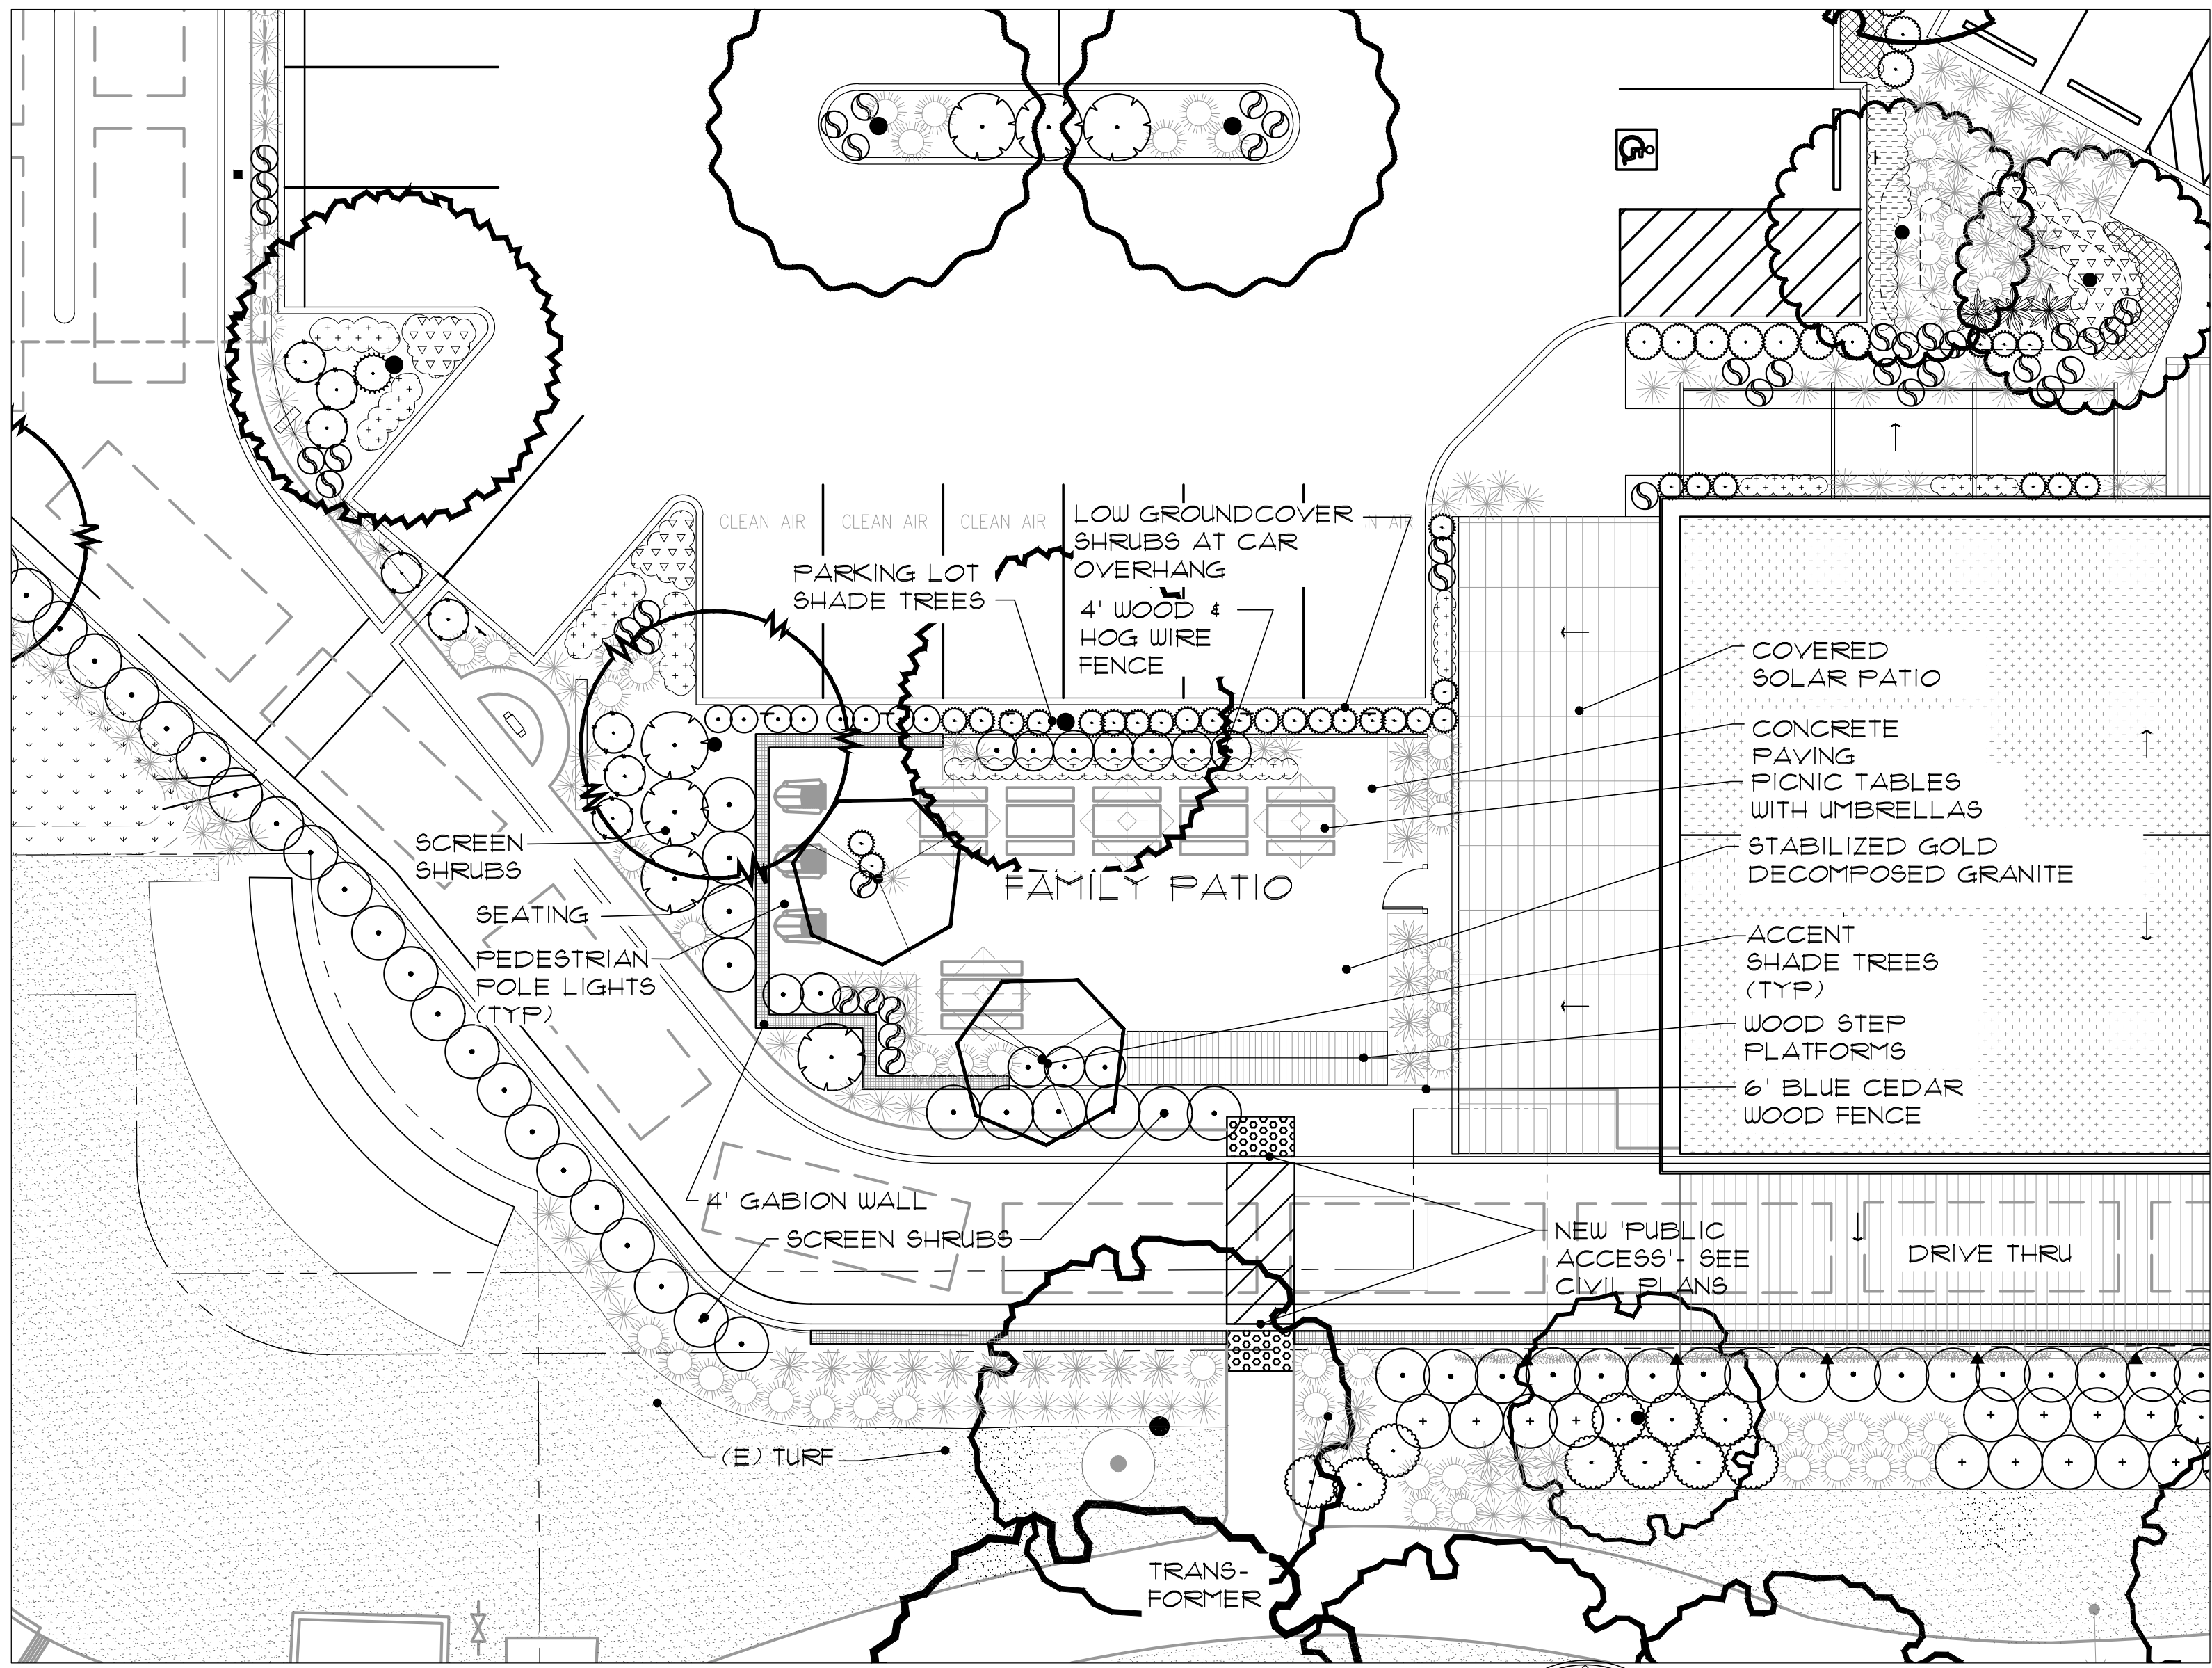 CLEAN AIR
CLEAN AIR
CLEAN AIR
N AIR
LOW GROUNDCOVER
SHRUBS AT CAR
OVERHANG
PARKING LOT
SHADE TREES
4' WOOD &
HOG WIRE
FENCE
COVERED
SOLAR PATIO
CONCRETE
PAVING
PICNIC TABLES
WITH UMBRELLAS
STABILIZED GOLD
DECOMPOSED GRANITE
SCREEN
SHRUBS
FAMILY PATIO
SEATING
PEDESTRIAN
POLE LIGHTS
(TYP)
ACCENT
SHADE TREES
(TYP)
WOOD STEP
PLATFORMS
6' BLUE CEDAR
WOOD FENCE
4' GABION WALL
SCREEN SHRUBS
NEW 'PUBLIC
ACCESS'- SEE
CIVIL PLANS
DRIVE THRU
(E) TURF
TRANS-
FORMER